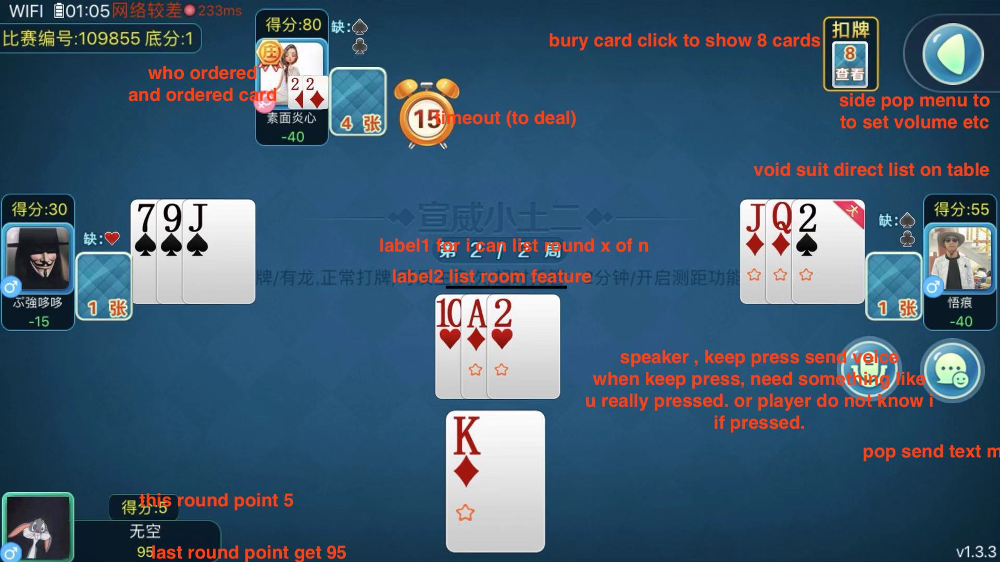 WIFI 01:05 网络较差 233ms
比赛编号:109855 底分:1
得分:80
缺:
庄
who ordered
and ordered card
2 2
素面炎心
-40
4 张
15
timeout (to deal)
bury card click to show 8 cards
扣牌
8
查看
side pop menu to
to set volume etc
void suit direct list on table
得分:30
缺:
ぷ強哆哆
-15
1 张
7 9 J
宣威小士二
label1 for i can list round x of n
第 2 / 2 周
label2 list room feature
牌/有龙,正常打牌
2分钟/开启测距功能
J Q 2
得分:55
缺:
悟痕
-40
1 张
10 A 2
speaker , keep press send voice
when keep press, need something like
u really pressed. or player do not know i
if pressed.
pop send text m
K
this round point 5
得分:5
无空
95
last round point get 95
v1.3.3